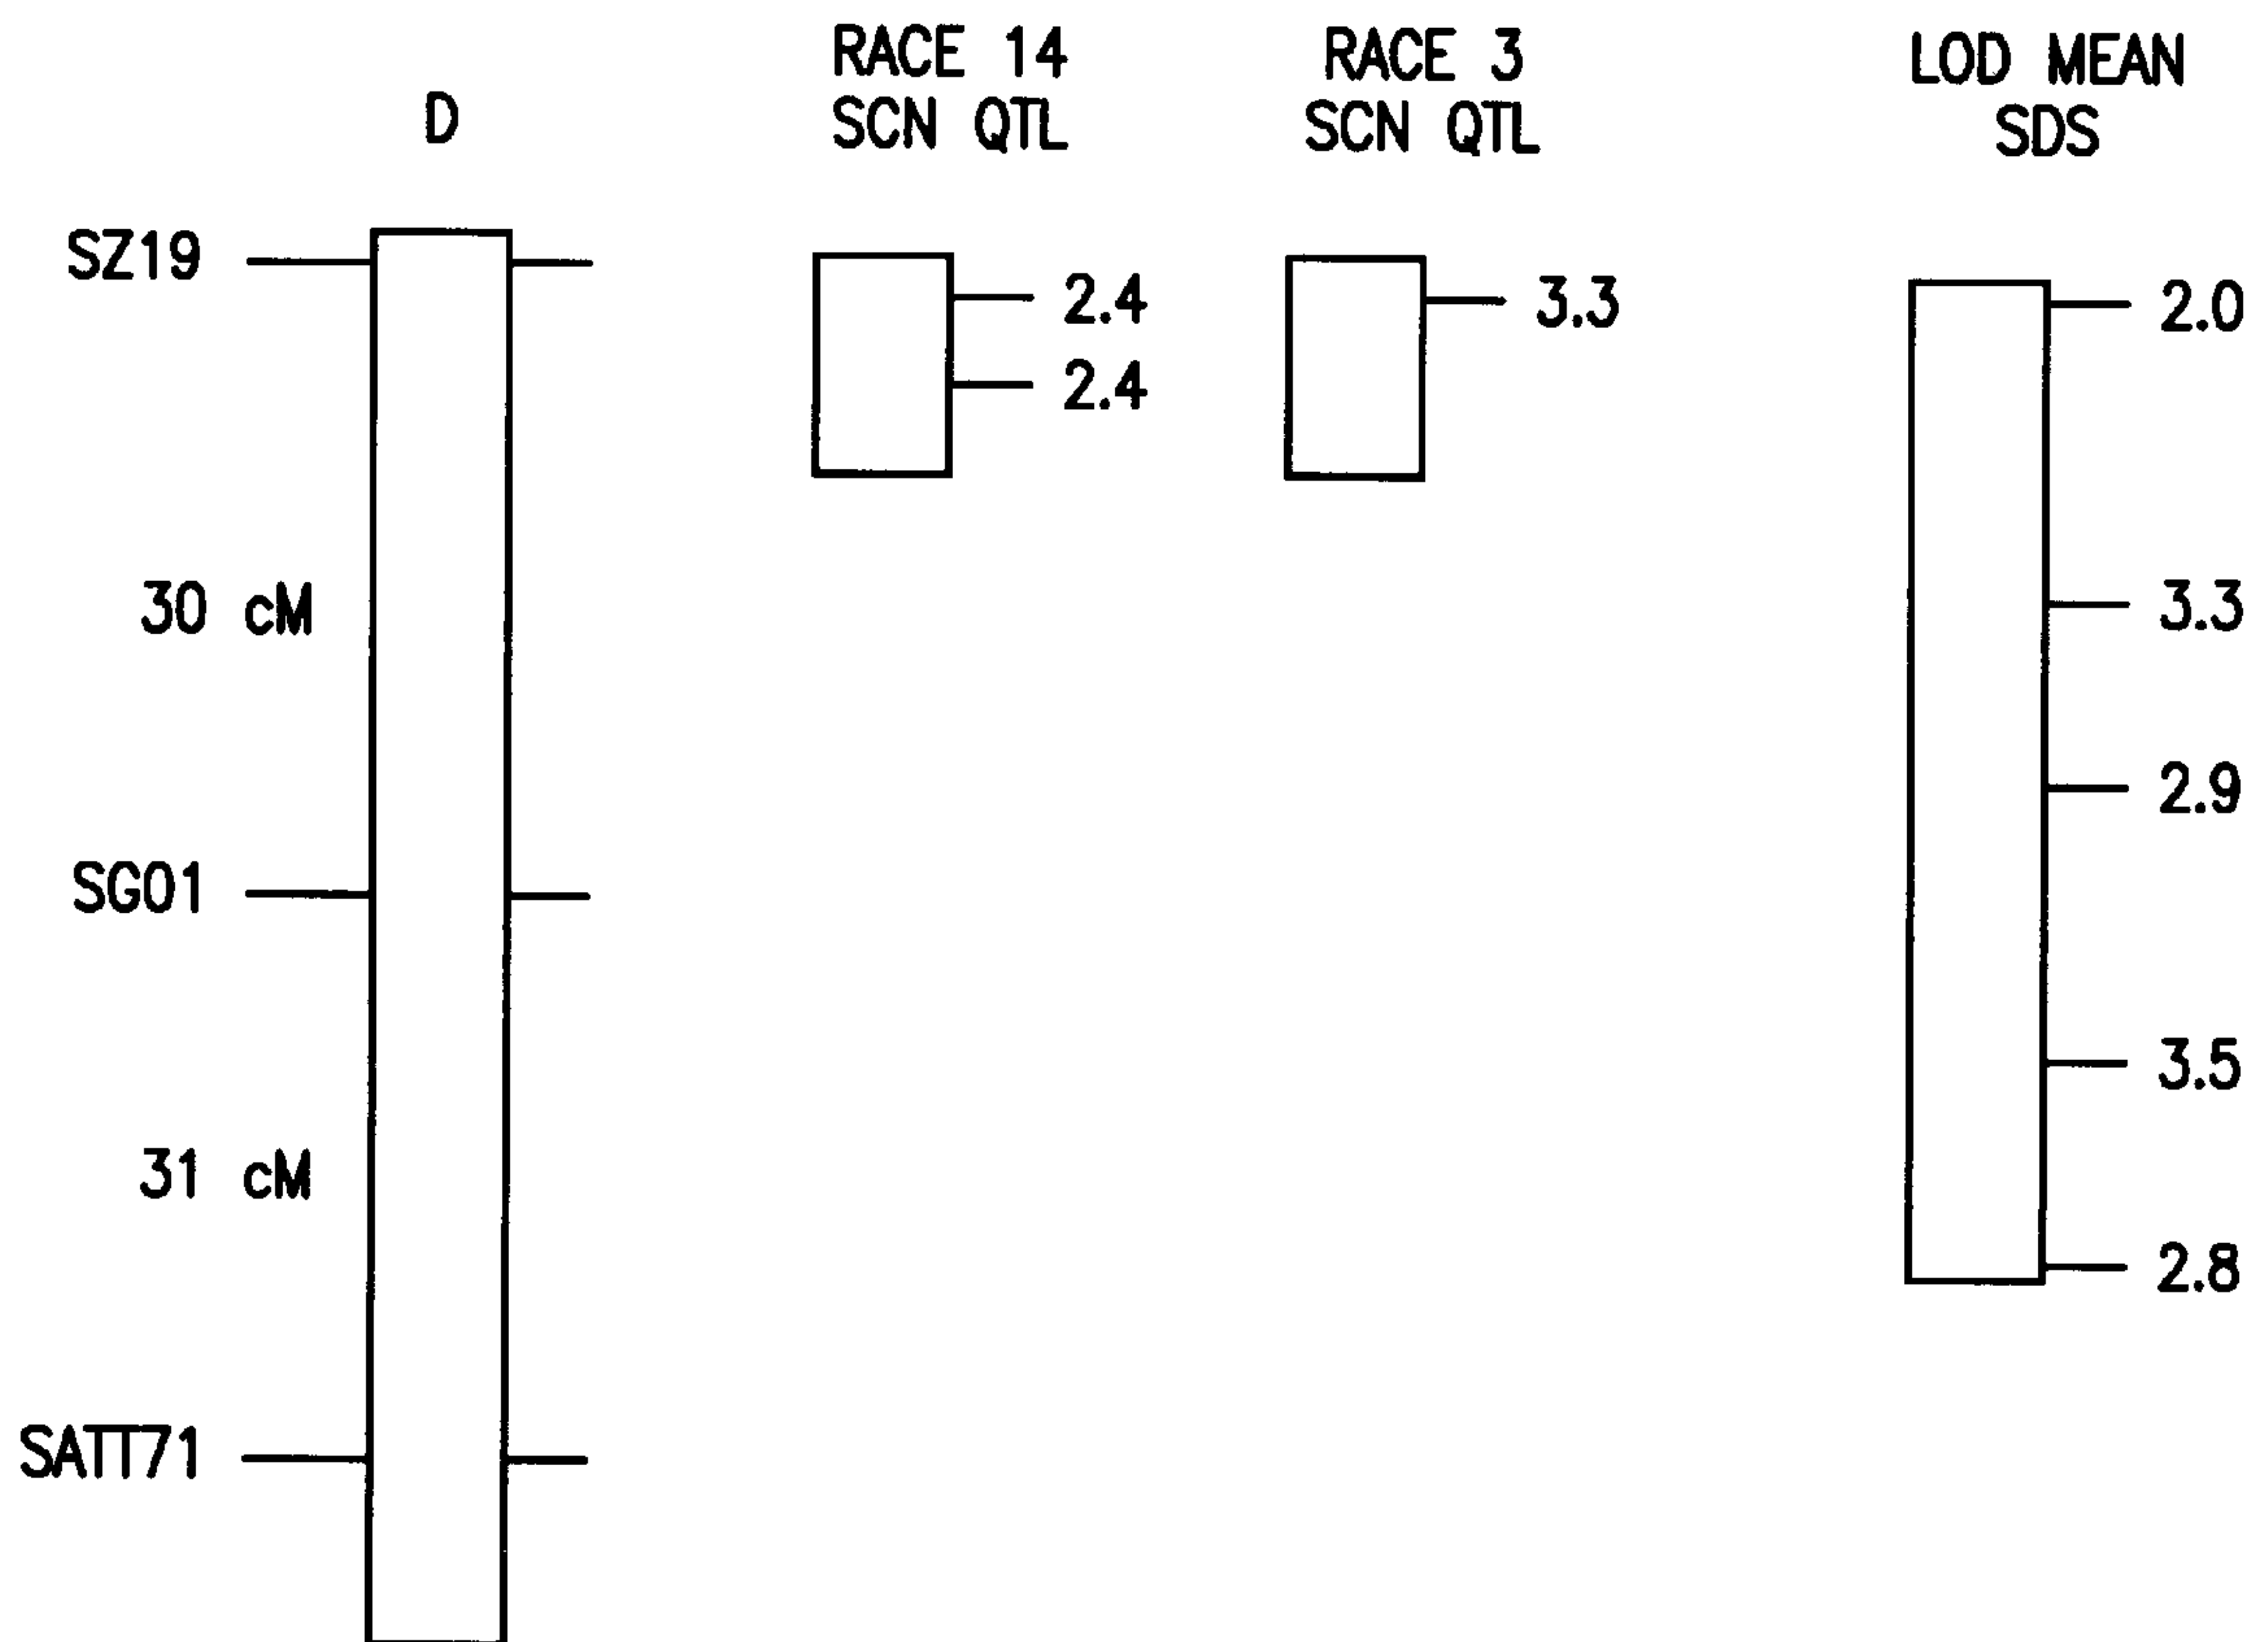 D
RACE 14
SCN QTL
RACE 3
SCN QTL
LOD MEAN
SDS
SZ19
2.4
2.4
3.3
2.0
30 cM
3.3
2.9
SG01
3.5
31 cM
2.8
SATT71